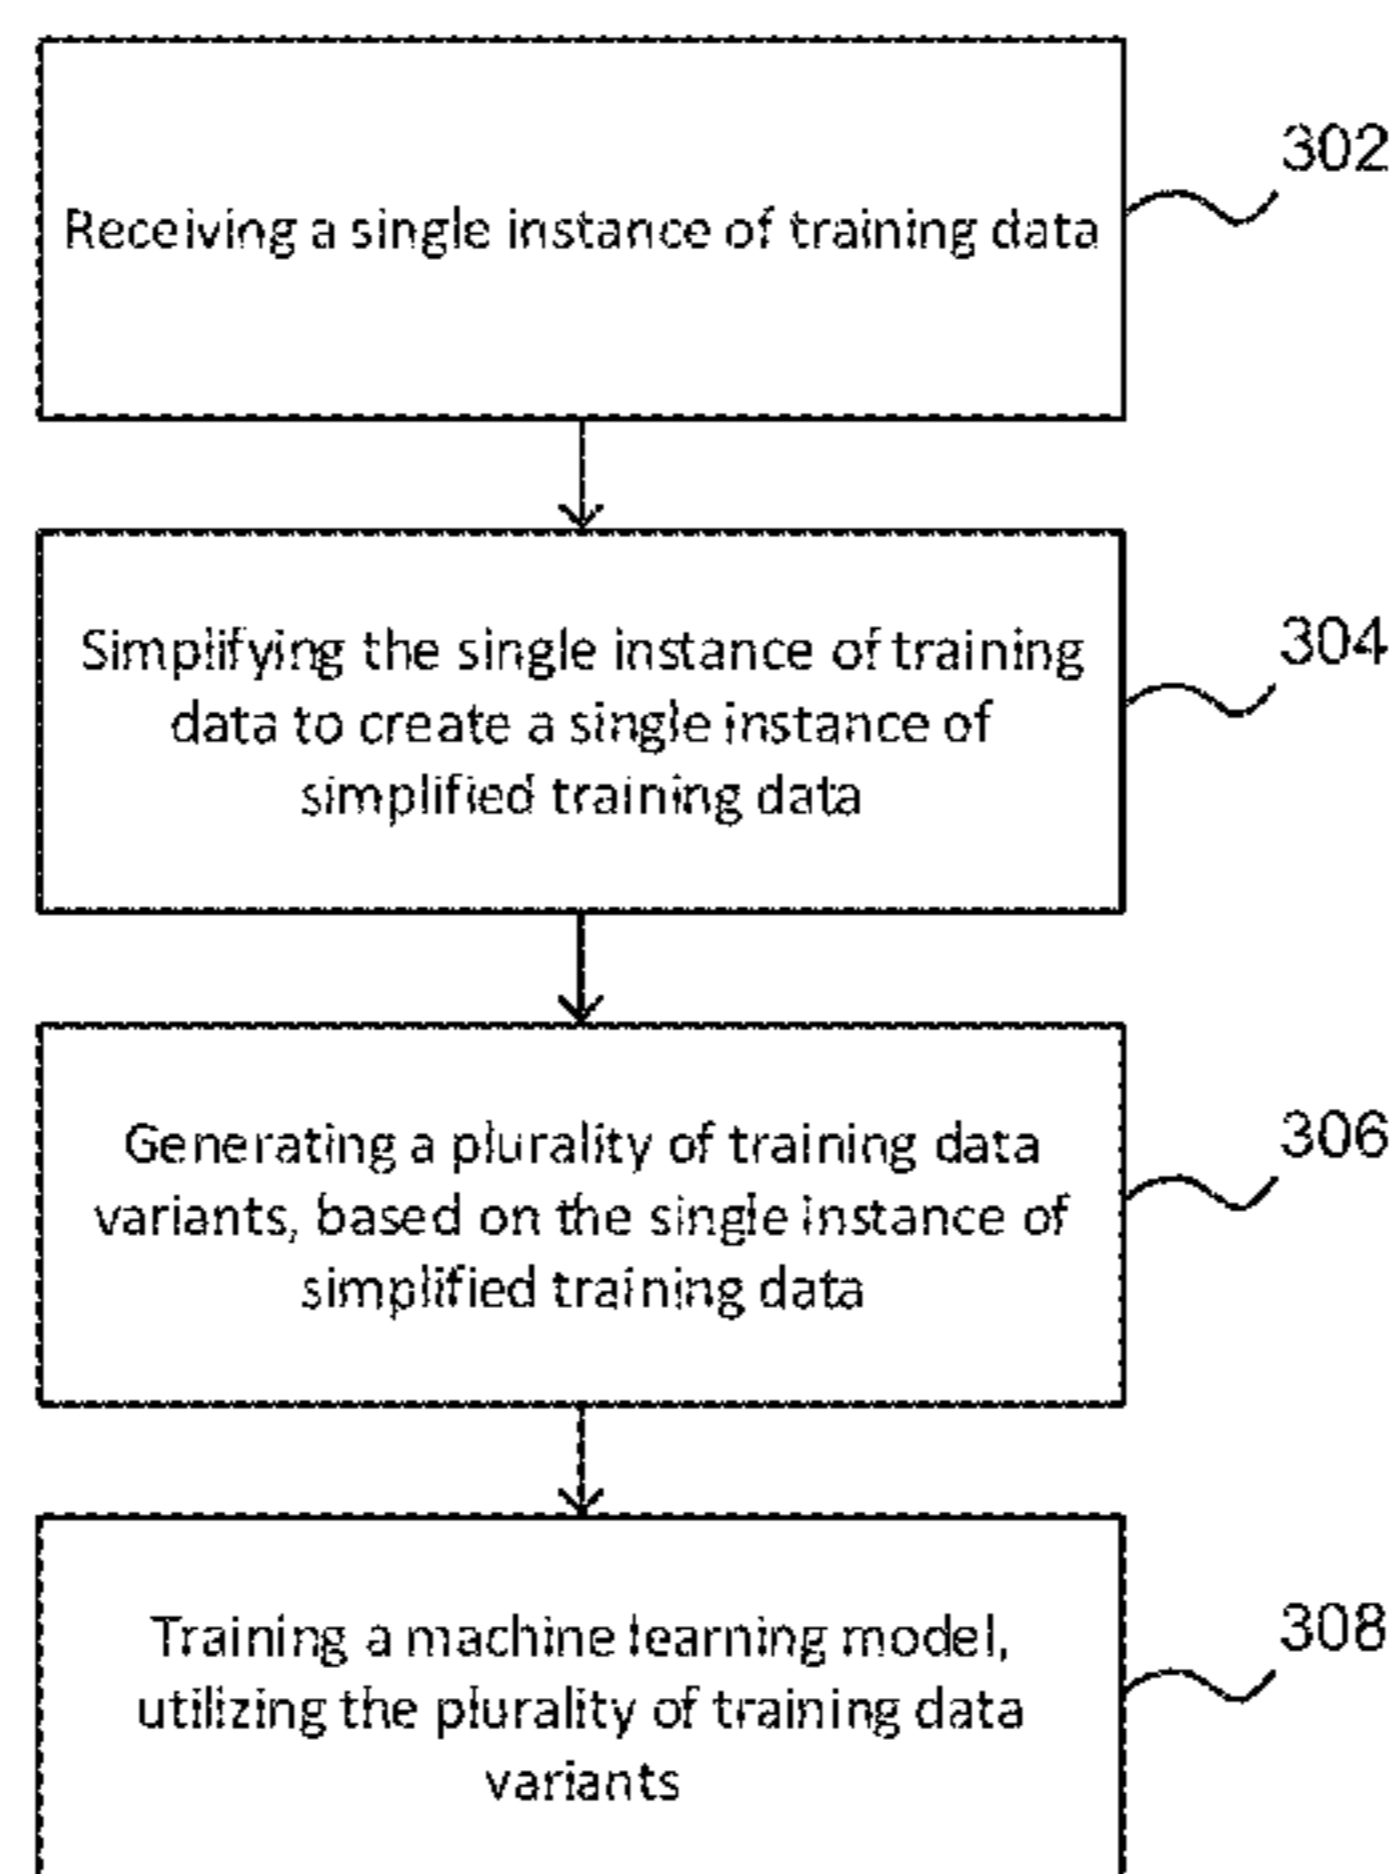 302
Receiving a single instance of training data
304
Simplifying the single instance of training
data to create a single instance of
simplified training data
306
Generating a plurality of training data
variants, based on the single instance of
simplified training data
308
Training a machine learning model,
utilizing the plurality of training data
variants